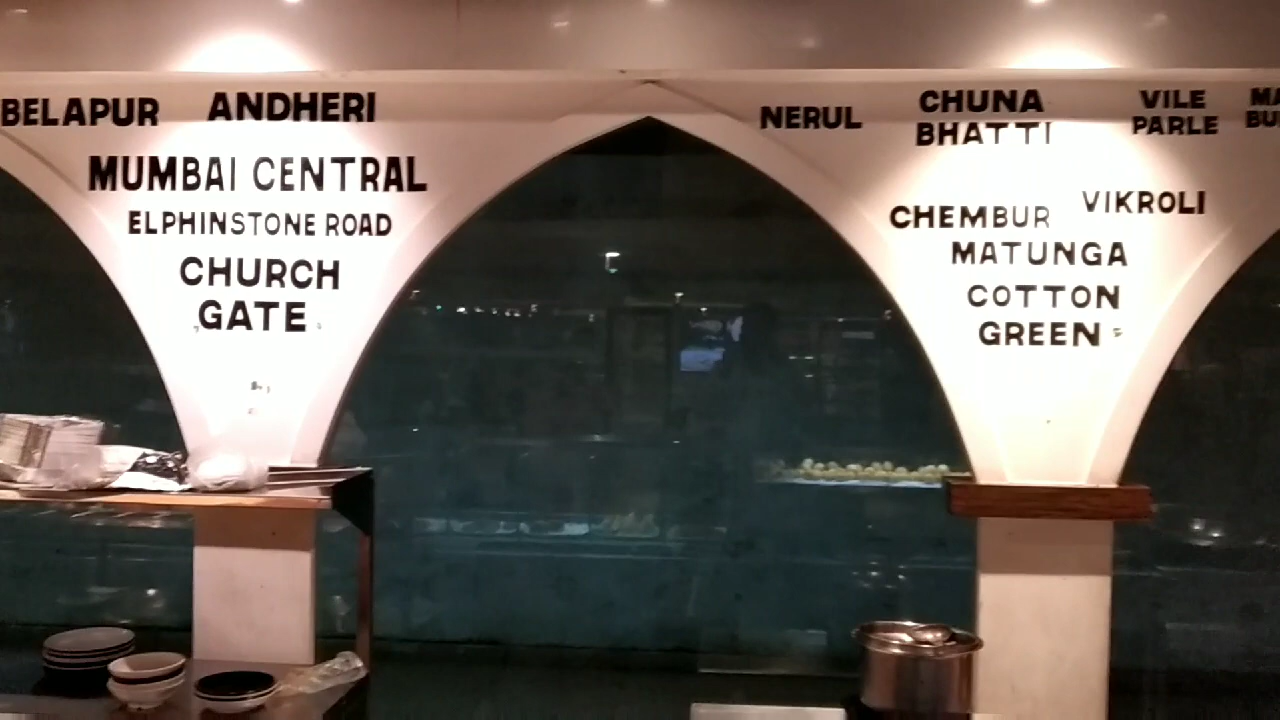 BELAPUR
ANDHERI
MUMBAI CENTRAL
ELPHINSTONE ROAD
CHURCH
GATE
NERUL
CHUNA
BHATTI
VILE
PARLE
CHEMBUR
VIKROLI
MATUNGA
COTTON
GREEN